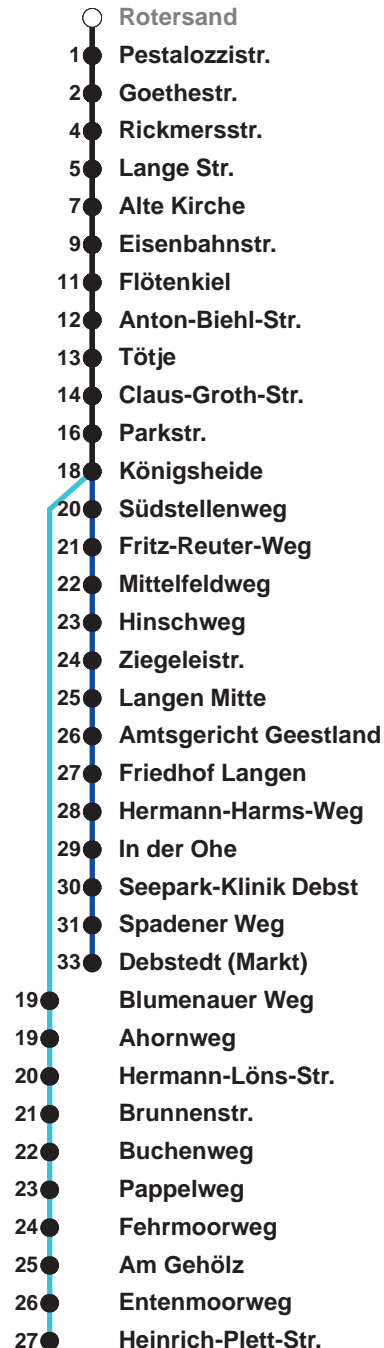 Rotersand
1 Pestalozzistr.
2 Goethestr.
4 Rickmersstr.
5 Lange Str.
7 Alte Kirche
9 Eisenbahnstr.
11 Flötenkiel
12 Anton-Biehl-Str.
13 Tötje
14 Claus-Groth-Str.
16 Parkstr.
18 Königsheide
20 Südstellenweg
21 Fritz-Reuter-Weg
22 Mittelfeldweg
23 Hinschweg
24 Ziegeleistr.
25 Langen Mitte
26 Amtsgericht Geestland
27 Friedhof Langen
28 Hermann-Harms-Weg
29 In der Ohe
30 Seepark-Klinik Debst
31 Spadener Weg
33 Debstedt (Markt)
19 Blumenauer Weg
19 Ahornweg
20 Hermann-Löns-Str.
21 Brunnenstr.
22 Buchenweg
23 Pappelweg
24 Fehrmoorweg
25 Am Gehölz
26 Entenmoorweg
27 Heinrich-Plett-Str.